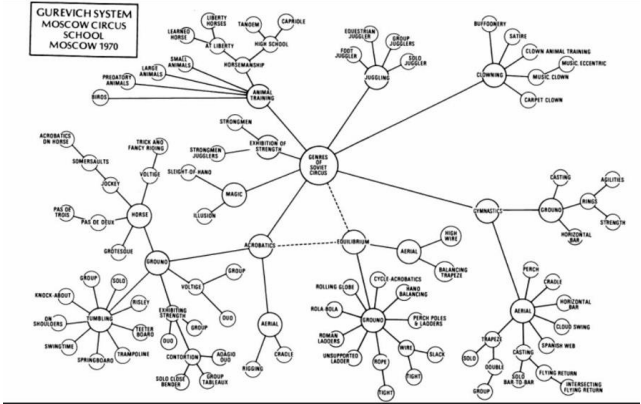 GUREVICH SYSTEM
MOSCOW CIRCUS
SCHOOL
MOSCOW 1970
LIBERTY
HORSES
TANDEM
CAPRIOLE
LEARNED
HORSE
AT LIBERTY
HIGH SCHOOL
SMALL
ANIMALS
HORSEMANSHIP
LARGE
ANIMALS
PREDATORY
ANIMALS
BIRDS
ANIMAL
TRAINING
EQUESTRIAN
JUGGLER
GROUP
JUGGLERS
FOOT
JUGGLER
SOLO
JUGGLER
JUGGLING
BUFFOONERY
SATIRE
CLOWN ANIMAL TRAINING
MUSIC ECCENTRIC
CLOWNING
MUSIC CLOWN
CARPET CLOWN
STRONGMEN
EXHIBITION OF
STRENGTH
STRONGMEN
JUGGLERS
GENRES
OF
SOVIET
CIRCUS
SLEIGHT-OF-HAND
MAGIC
ILLUSION
ACROBATICS
ON HORSE
TRICK AND
FANCY RIDING
SOMERSAULTS
VOLTIGE
JOCKEY
PAS DE
TROIS
PAS DE DEUX
HORSE
GROTESQUE
CASTING
AGILITIES
RINGS
GYMNASTICS
GROUND
STRENGTH
HORIZONTAL
BAR
ACROBATICS
EQUILIBRIUM
HIGH
WIRE
AERIAL
BALANCING
TRAPEZE
GROUND
GROUP
SOLO
VOLTIGE
GROUP
DUO
KNOCK-ABOUT
RISLEY
ON
SHOULDERS
TUMBLING
TEETER
BOARD
SWINGTIME
TRAMPOLINE
SPRINGBOARD
EXHIBITING
STRENGTH
GROUP
DUO
CONTORTION
ADAGIO
DUO
SOLO CLOSE
BENDER
GROUP
TABLEAUX
AERIAL
CRADLE
RIGGING
CYCLE-ACROBATICS
ROLLING GLOBE
HAND
BALANCING
ROLA-ROLA
GROUND
PERCH POLES
& LADDERS
ROMAN
LADDERS
UNSUPPORTED
LADDER
ROPE
WIRE
SLACK
TIGHT
TIGHT
PERCH
CRADLE
HORIZONTAL
BAR
AERIAL
CLOUD SWING
SPANISH WEB
TRAPEZE
CASTING
SOLO
DOUBLE
GROUP
SOLO
BAR TO BAR
FLYING RETURN
INTERSECTING
FLYING RETURN